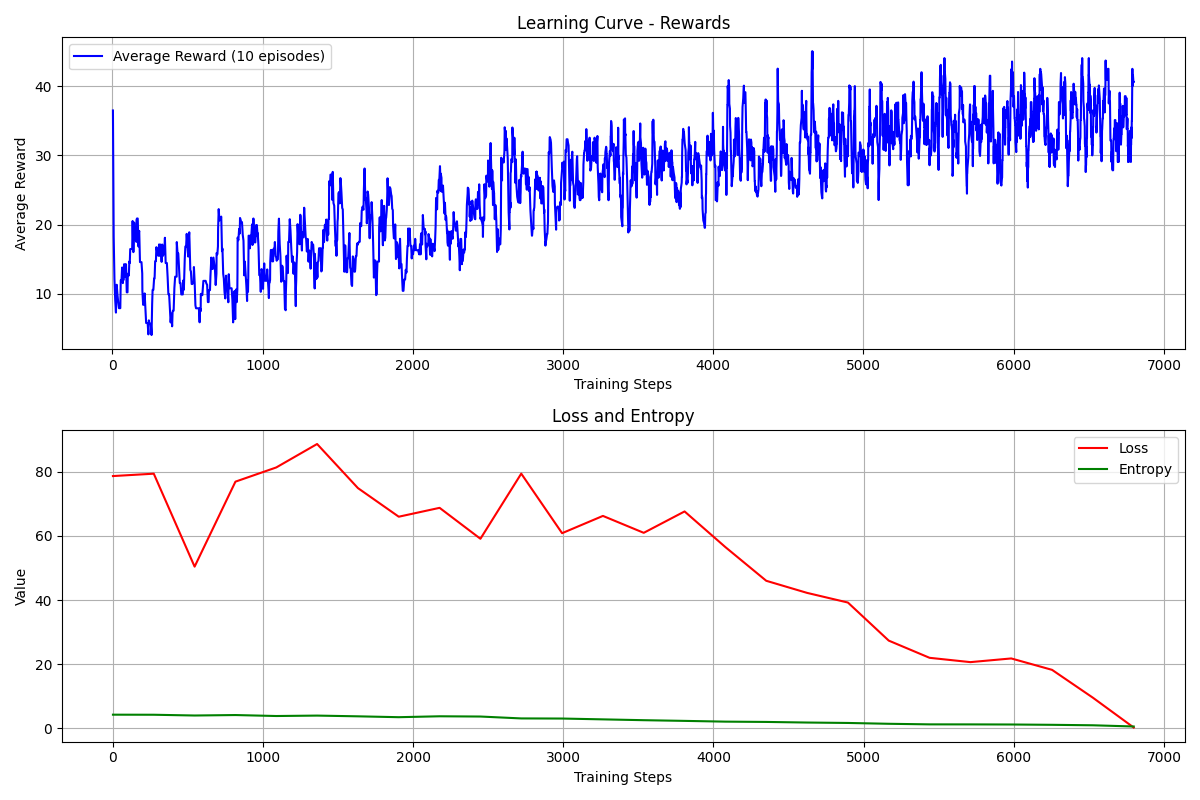 Learning Curve - Rewards
Average Reward (10 episodes)
Average Reward
40
30
20
10
0 1000 2000 3000 4000 5000 6000 7000
Training Steps
Loss and Entropy
Loss
Entropy
Value
80
60
40
20
0
0 1000 2000 3000 4000 5000 6000 7000
Training Steps